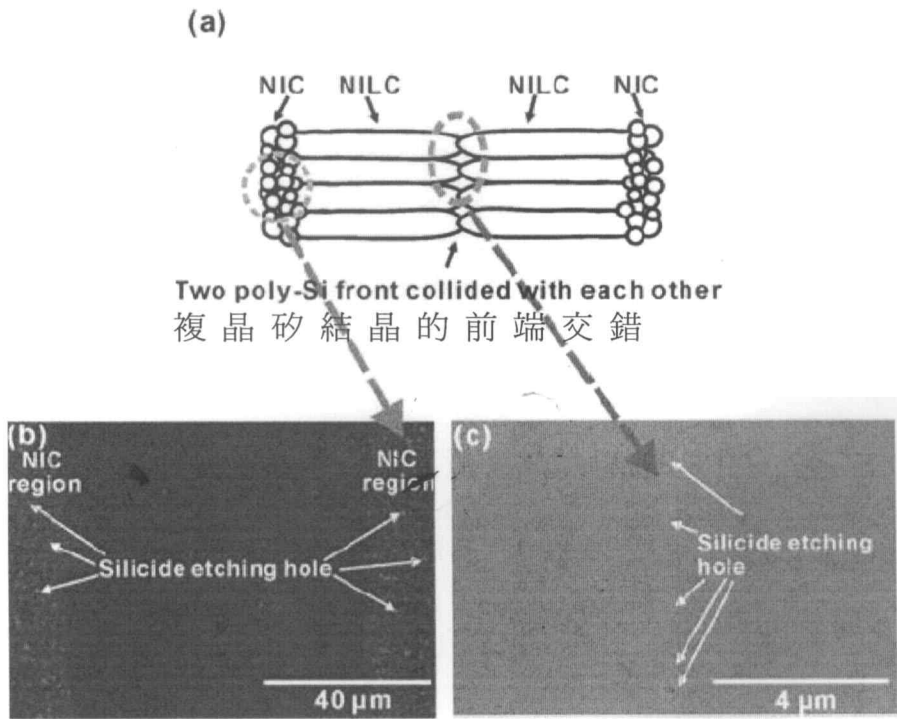 (a)
NIC NILC NILC NIC
Two poly-Si front collided with each other
複晶矽結晶的前端交錯
(b)
NIC region
NIC region
Silicide etching hole
40 μm
(c)
Silicide etching
hole
4 μm